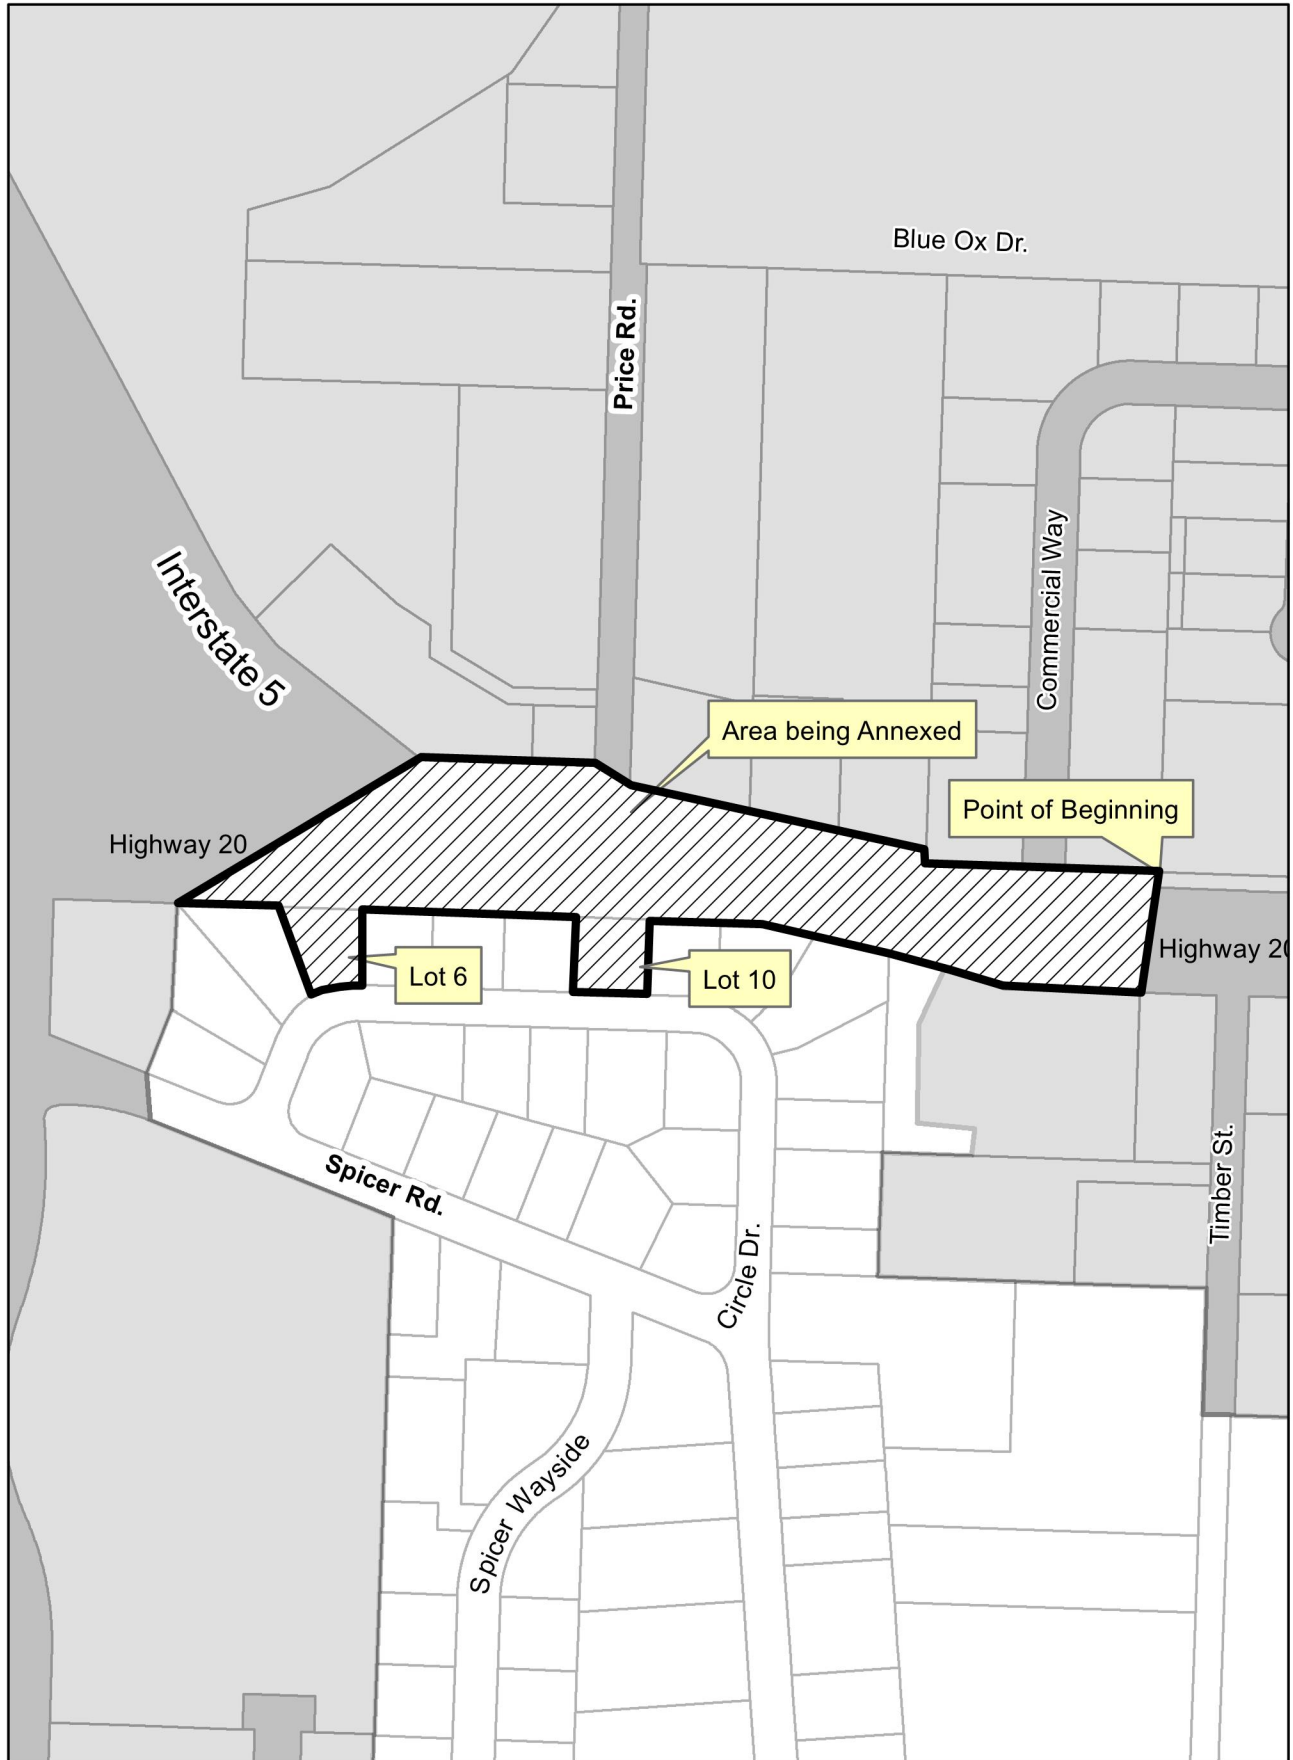 Blue Ox Dr.
Price Rd.
Commercial Way
Interstate 5
Area being Annexed
Point of Beginning
Highway 20
Highway 20
Lot 6
Lot 10
Spicer Rd.
Timber St.
Circle Dr.
Spicer Wayside